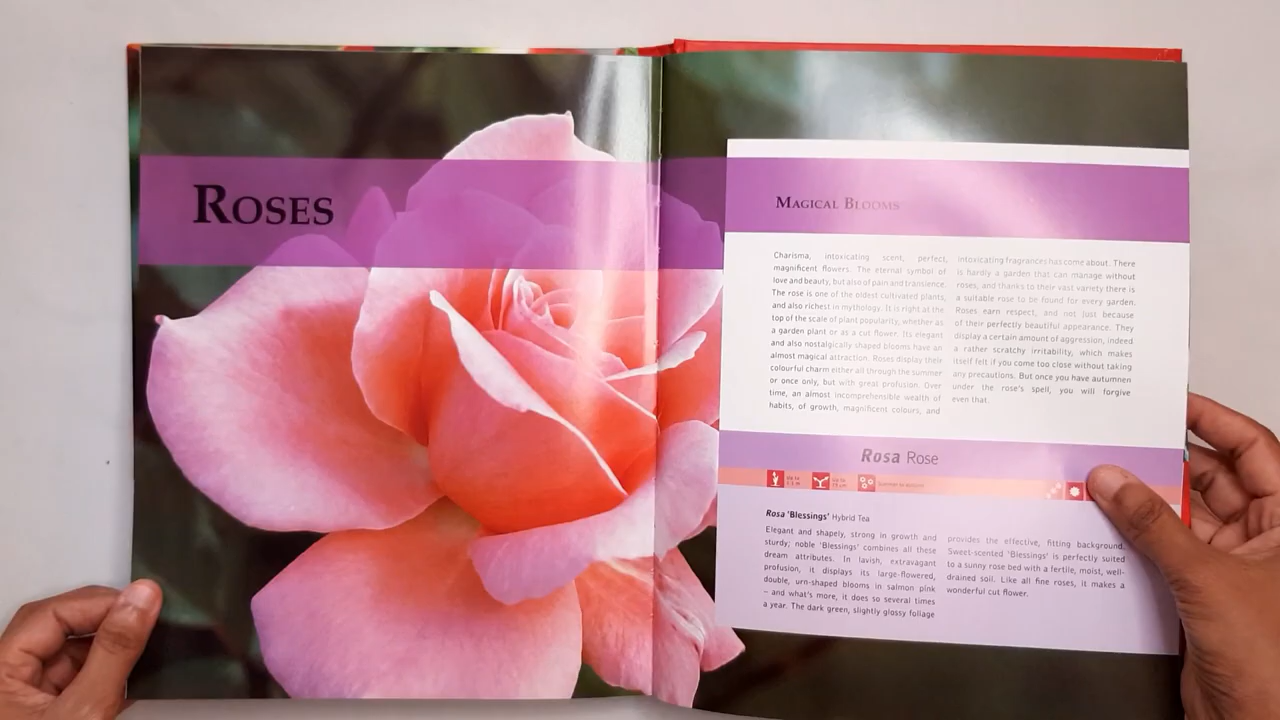 ROSES
MAGICAL BLOOMS
Charisma, intoxicating scent, perfect,
magnificent flowers. The eternal symbol of
love and beauty, but also of pain and transience.
The rose is one of the oldest cultivated plants,
and also richest in mythology. It is right at the
top of the scale of plant popularity, whether as
a garden plant or at a cut flower. Its elegant
and also nostalgically shaped blooms have an
almost magical attraction. Roses display their
colourful charm either all through the summer
or once only, but with great profusion. Over
time, an almost incomprehensible wealth of
habits, of growth, magnificent colours, and
intoxicating fragrances has come about. There
is hardly a garden that can manage without
roses, and thanks to their vast variety there is
a suitable rose to be found for every garden.
Roses earn respect, and not just because
of their perfectly beautiful appearance. They
display a certain amount of aggression, indeed
a rather scratchy irritability, which makes
itself felt if you come too close without taking
any precautions. But once you have autumnen
under the rose's spell, you will forgive
even that.
Rosa Rose
Up to
Up to
Summer to autumn
Rosa 'Blessings' Hybrid Tea
Elegant and shapely, strong in growth and
sturdy; noble 'Blessings' combines all these
dream attributes. In lavish, extravagant
profusion, it displays its large-flowered,
double, urn-shaped blooms in salmon pink
– and what's more, it does so several times
a year. The dark green, slightly glossy foliage
provides the effective, fitting background.
Sweet-scented 'Blessings' is perfectly suited
to a sunny rose bed with a fertile, moist, well-
drained soil. Like all fine roses, it makes a
wonderful cut flower.